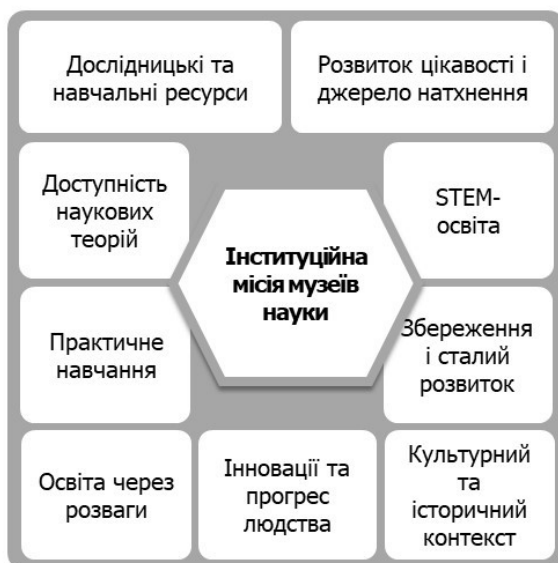 Дослідницькі та
навчальні ресурси
Розвиток цікавості і
джерело натхнення
Доступність
наукових
теорій
STEM-
освіта
Інституційна
місія музеїв
науки
Практичне
навчання
Збереження
і сталий
розвиток
Освіта через
розваги
Інновації та
прогрес
людства
Культурний
та
історичний
контекст